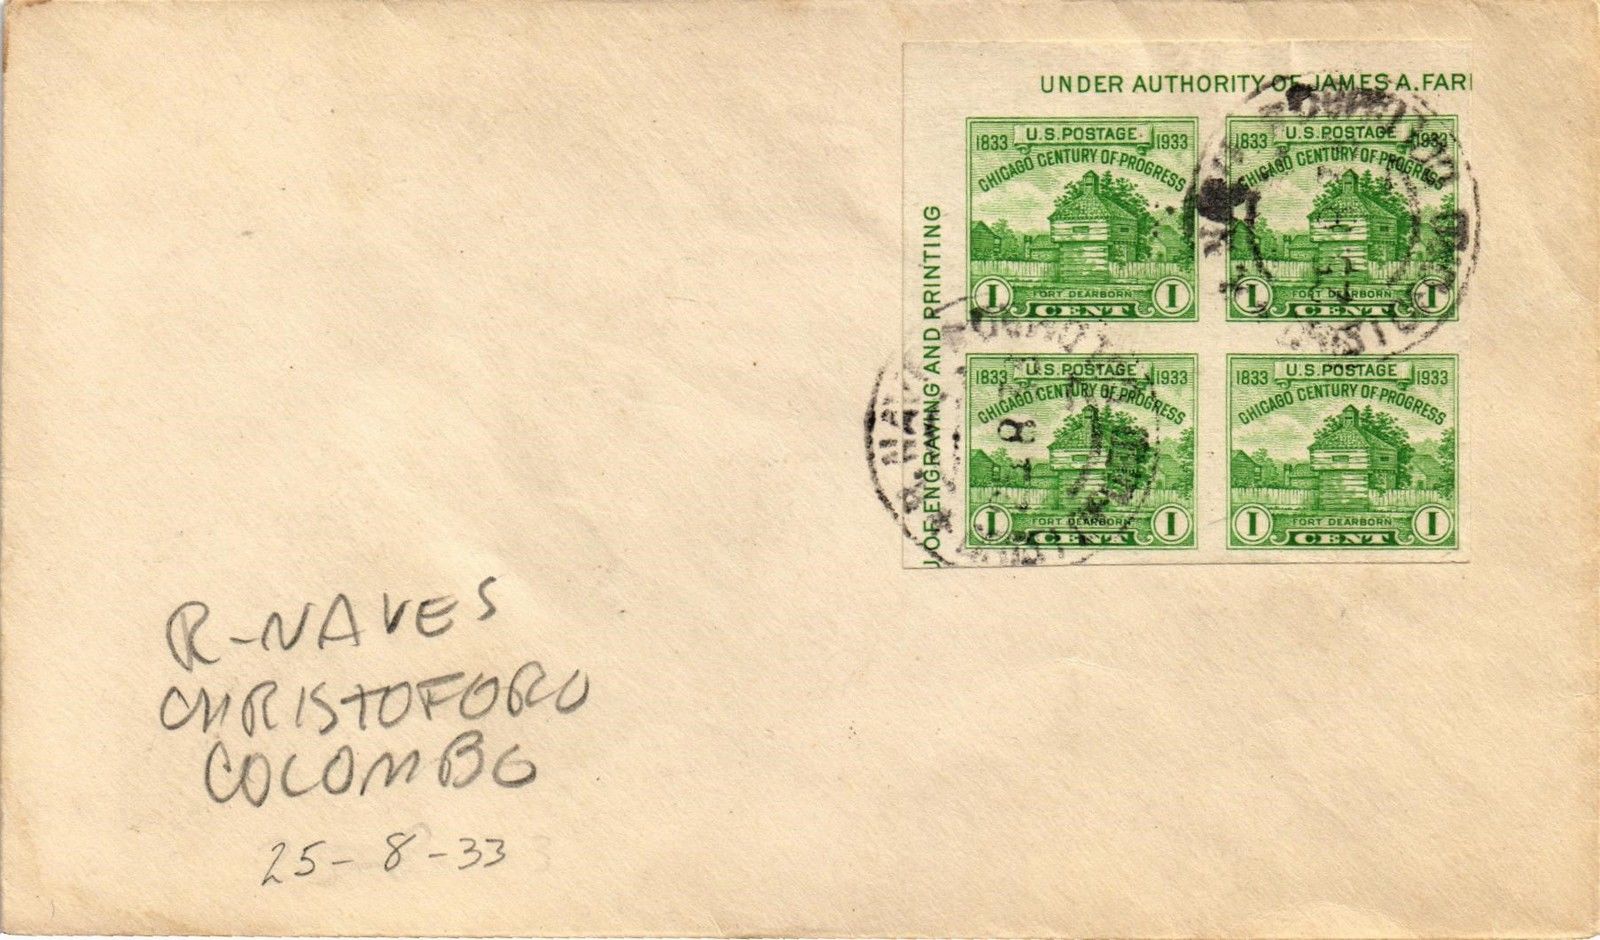 UNDER AUTHORITY OF JAMES A. FAR
OF ENGRAVING AND PRINTING
1833 U.S. POSTAGE 1933
CHICAGO CENTURY OF PROGRESS
FORT DEARBORN
1 CENT 1
1833 U.S. POSTAGE 1933
CHICAGO CENTURY OF PROGRESS
FORT DEARBORN
1 CENT 1
1833 U.S. POSTAGE 1933
CHICAGO CENTURY OF PROGRESS
FORT DEARBORN
1 CENT 1
1833 U.S. POSTAGE 1933
CHICAGO CENTURY OF PROGRESS
FORT DEARBORN
1 CENT 1
R-NAVES
CHRISTOFORO
COLOMBO
25-8-33